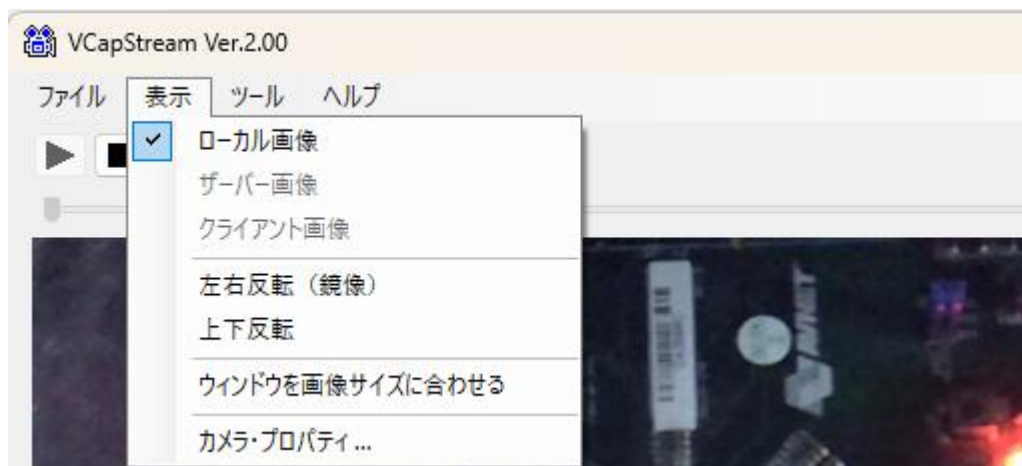 VCapStream Ver.2.00
ファイル 表示 ツール ヘルプ
ローカル画像
ザーバー画像
クライアント画像
左右反転（鏡像）
上下反転
ウィンドウを画像サイズに合わせる
カメラ・プロパティ...
AVNET